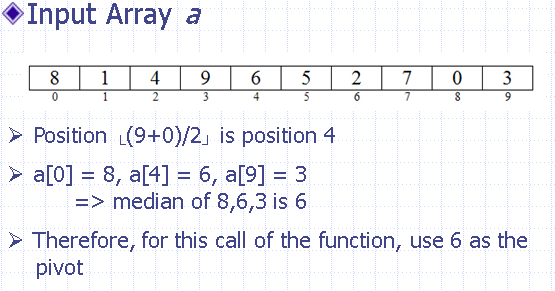 Input Array a
8 1 4 9 6 5 2 7 0 3
0 1 2 3 4 5 6 7 8 9
Position ⌞(9+0)/2⌟ is position 4
a[0] = 8, a[4] = 6, a[9] = 3
=> median of 8,6,3 is 6
Therefore, for this call of the function, use 6 as the
pivot